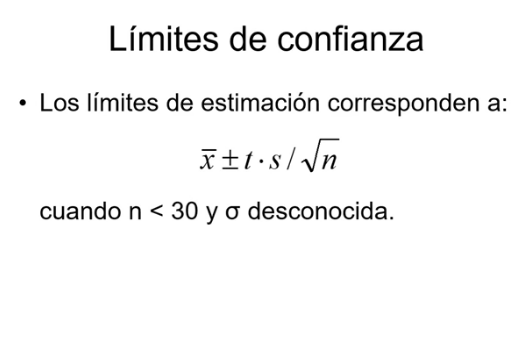 Límites de confianza
• Los límites de estimación corresponden a:
x̄ ± t · s / √n
cuando n < 30 y σ desconocida.